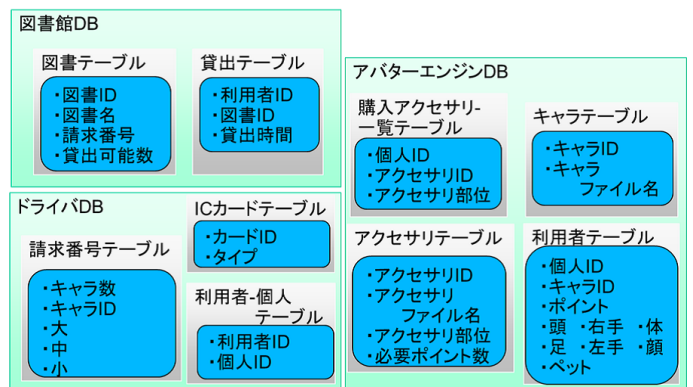 図書館DB
図書テーブル
・図書ID
・図書名
・請求番号
・貸出可能数
貸出テーブル
・利用者ID
・図書ID
・貸出時間
ドライバDB
請求番号テーブル
・キャラ数
・キャラID
・大
・中
・小
ICカードテーブル
・カードID
・タイプ
利用者-個人
テーブル
・利用者ID
・個人ID
アバターエンジンDB
購入アクセサリ-
一覧テーブル
・個人ID
・アクセサリID
・アクセサリ部位
キャラテーブル
・キャラID
・キャラ
ファイル名
アクセサリテーブル
・アクセサリID
・アクセサリ
ファイル名
・アクセサリ部位
・必要ポイント数
利用者テーブル
・個人ID
・キャラID
・ポイント
・頭 ・右手 ・体
・足 ・左手 ・顔
・ペット